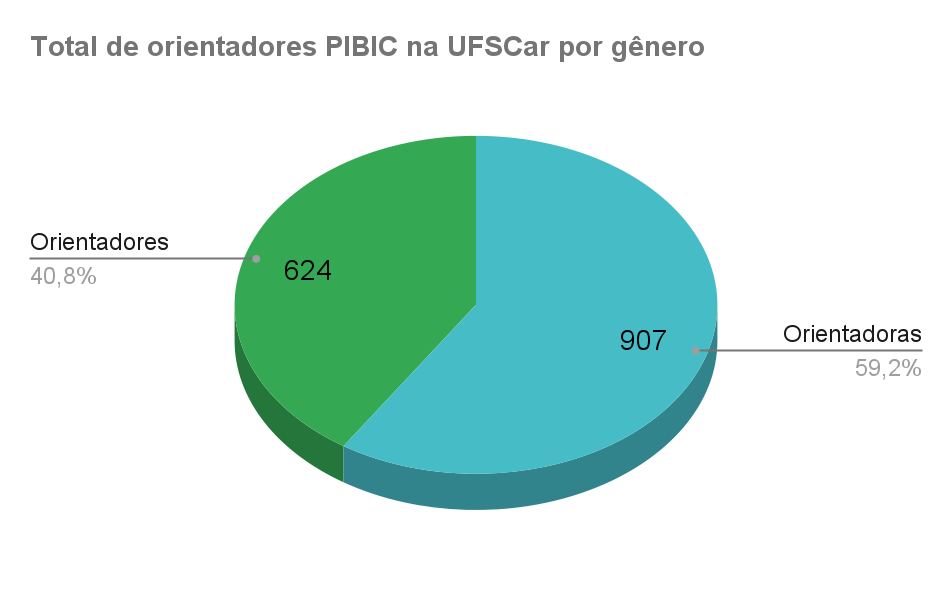 Total de orientadores PIBIC na UFSCar por gênero
Orientadores
40,8%
624
907
Orientadoras
59,2%